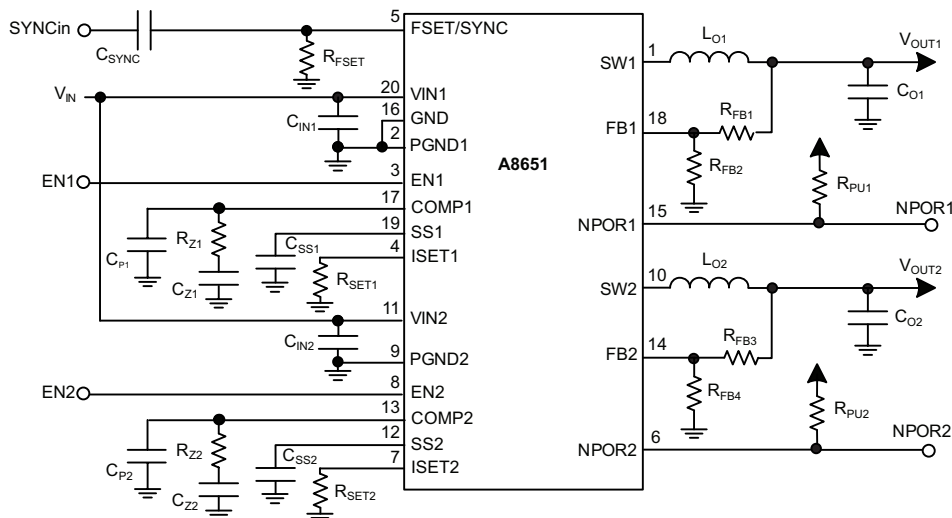 SYNCin
C_SYNC
R_FSET
5
FSET/SYNC
V_IN
20
VIN1
C_IN1
16
GND
2
PGND1
EN1
3
EN1
17
COMP1
C_P1
R_Z1
C_Z1
19
SS1
C_SS1
4
ISET1
R_SET1
11
VIN2
C_IN2
9
PGND2
EN2
8
EN2
13
COMP2
C_P2
R_Z2
C_Z2
12
SS2
C_SS2
7
ISET2
R_SET2
A8651
SW1
1
L_O1
V_OUT1
C_O1
FB1
18
R_FB1
R_FB2
R_PU1
NPOR1
15
NPOR1
SW2
10
L_O2
V_OUT2
C_O2
FB2
14
R_FB3
R_FB4
R_PU2
NPOR2
6
NPOR2